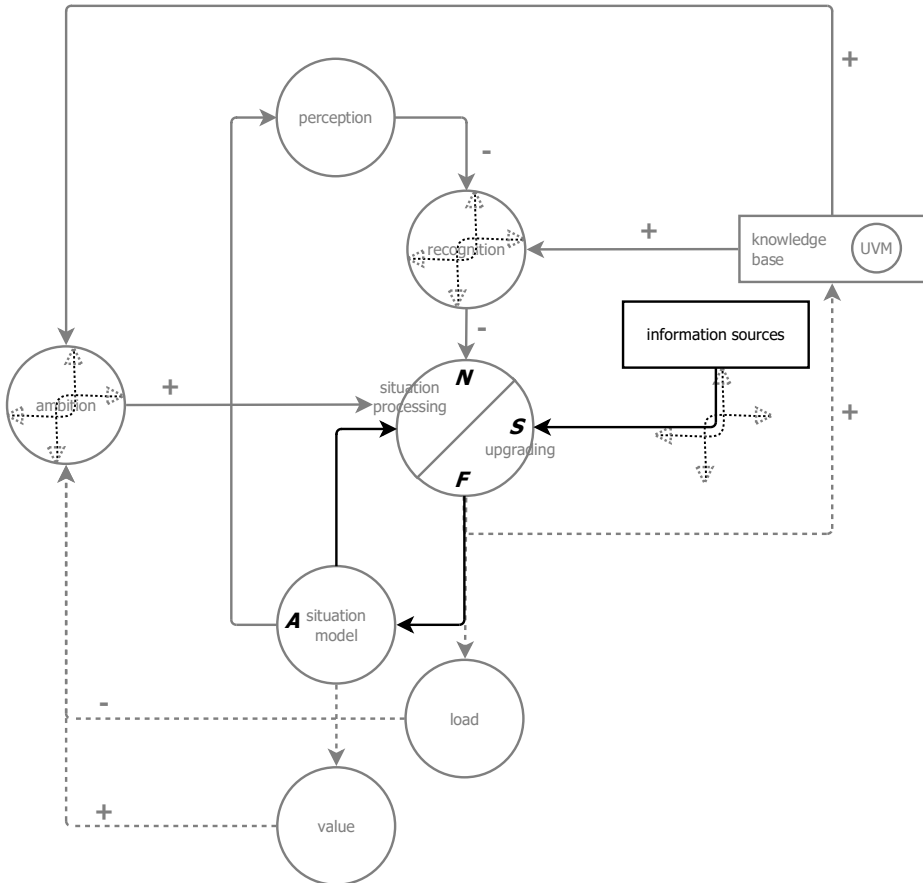 +
perception
-
recognition
+
knowledge
base
UVM
information sources
-
N
situation
processing
ambition
+
S
upgrading
+
F
A
situation
model
-
load
+
value